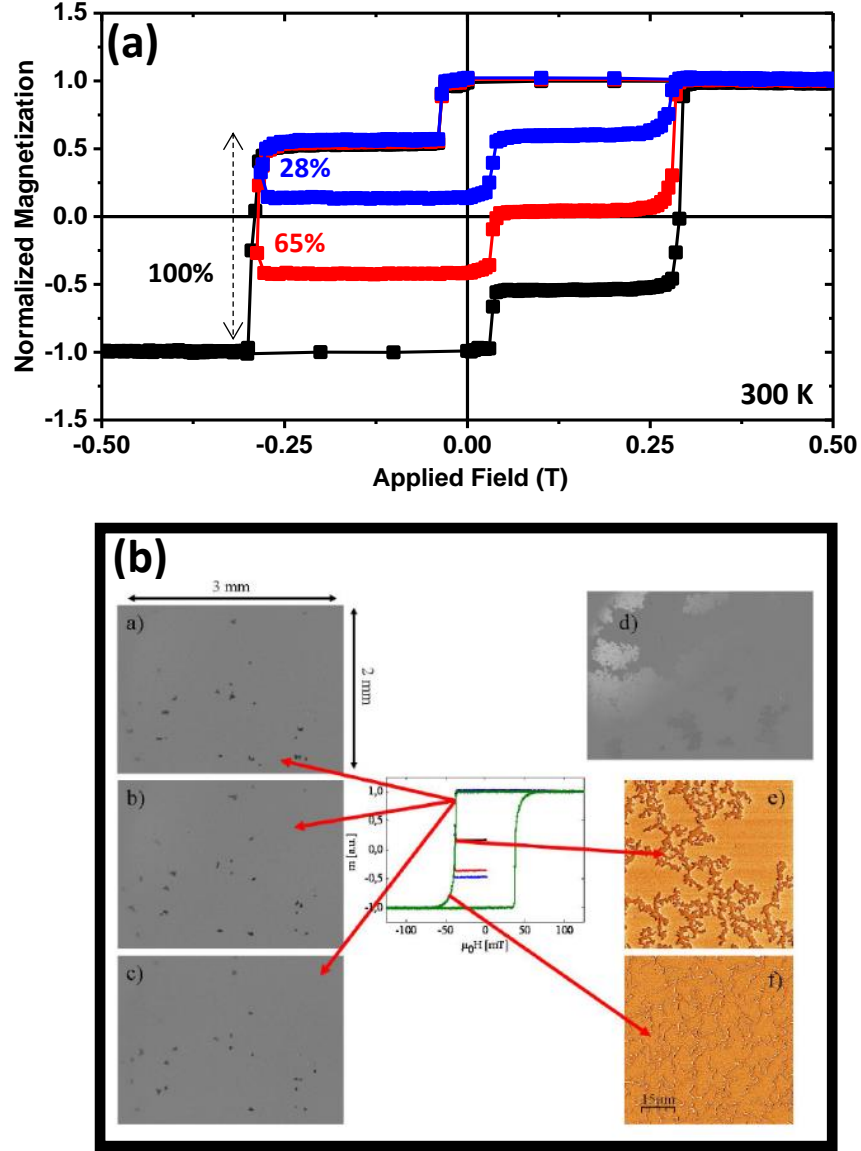 (a)
1.5
1.0
0.5
0.0
-0.5
-1.0
-1.5
Normalized Magnetization
28%
65%
100%
300 K
-0.50
-0.25
0.00
0.25
0.50
Applied Field (T)
(b)
3 mm
a)
2 mm
b)
c)
d)
e)
f)
15µm
1,0
0,5
0,0
-0,5
-1,0
m [a.u.]
-100
-50
0
50
100
µ₀H [mT]